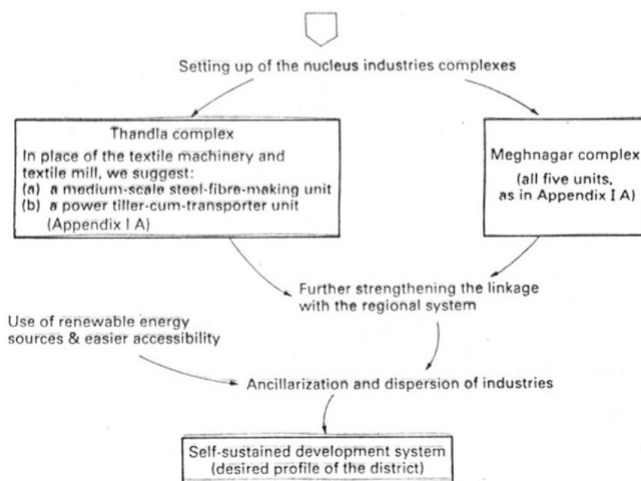 Setting up of the nucleus industries complexes
Thandla complex
In place of the textile machinery and
textile mill, we suggest:
(a) a medium-scale steel-fibre-making unit
(b) a power tiller-cum-transporter unit
(Appendix I A)
Meghnagar complex
(all five units,
as in Appendix I A)
Further strengthening the linkage
with the regional system
Use of renewable energy
sources & easier accessibility
Ancillarization and dispersion of industries
Self-sustained development system
(desired profile of the district)